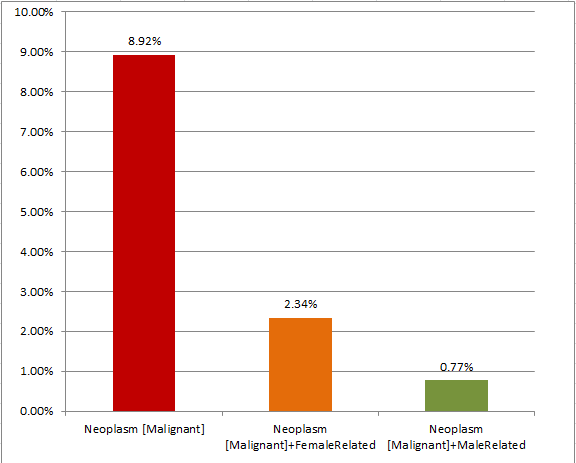 10.00%
9.00%
8.00%
7.00%
6.00%
5.00%
4.00%
3.00%
2.00%
1.00%
0.00%
8.92%
2.34%
0.77%
Neoplasm [Malignant]
Neoplasm
[Malignant]+FemaleRelated
Neoplasm
[Malignant]+MaleRelated